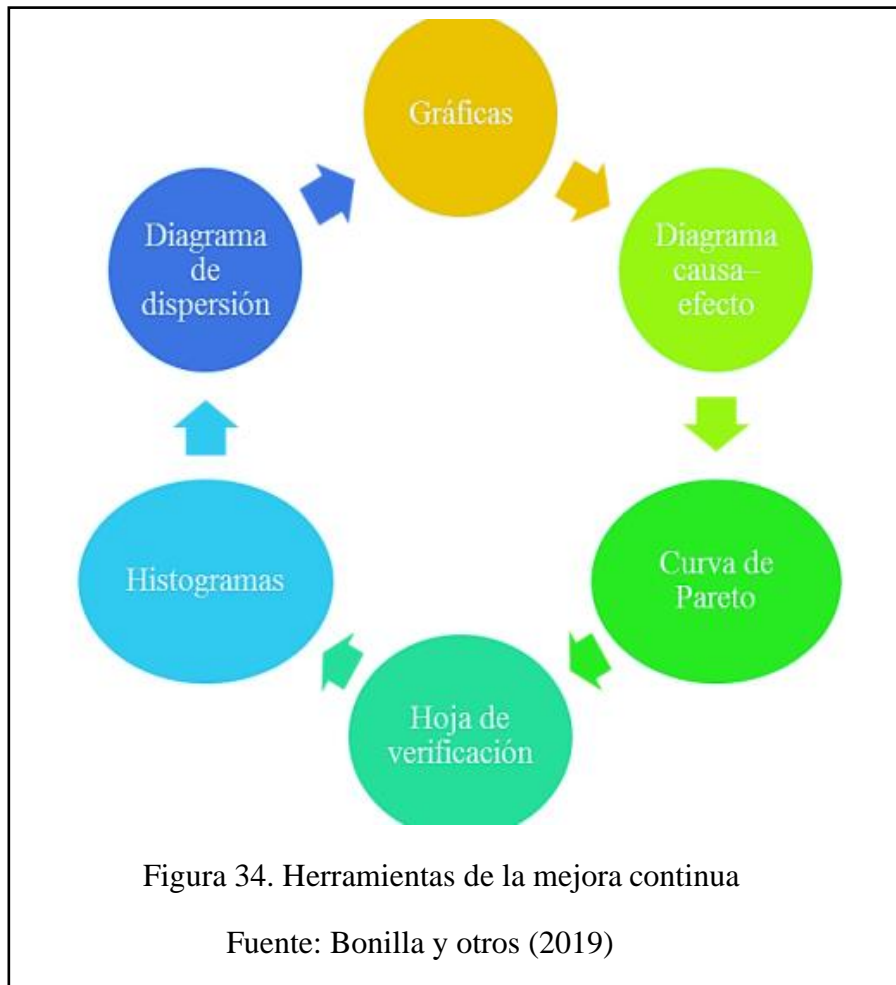 Gráficas
Diagrama
causa–
efecto
Curva de
Pareto
Hoja de
verificación
Histogramas
Diagrama
de
dispersión
Figura 34. Herramientas de la mejora continua
Fuente: Bonilla y otros (2019)